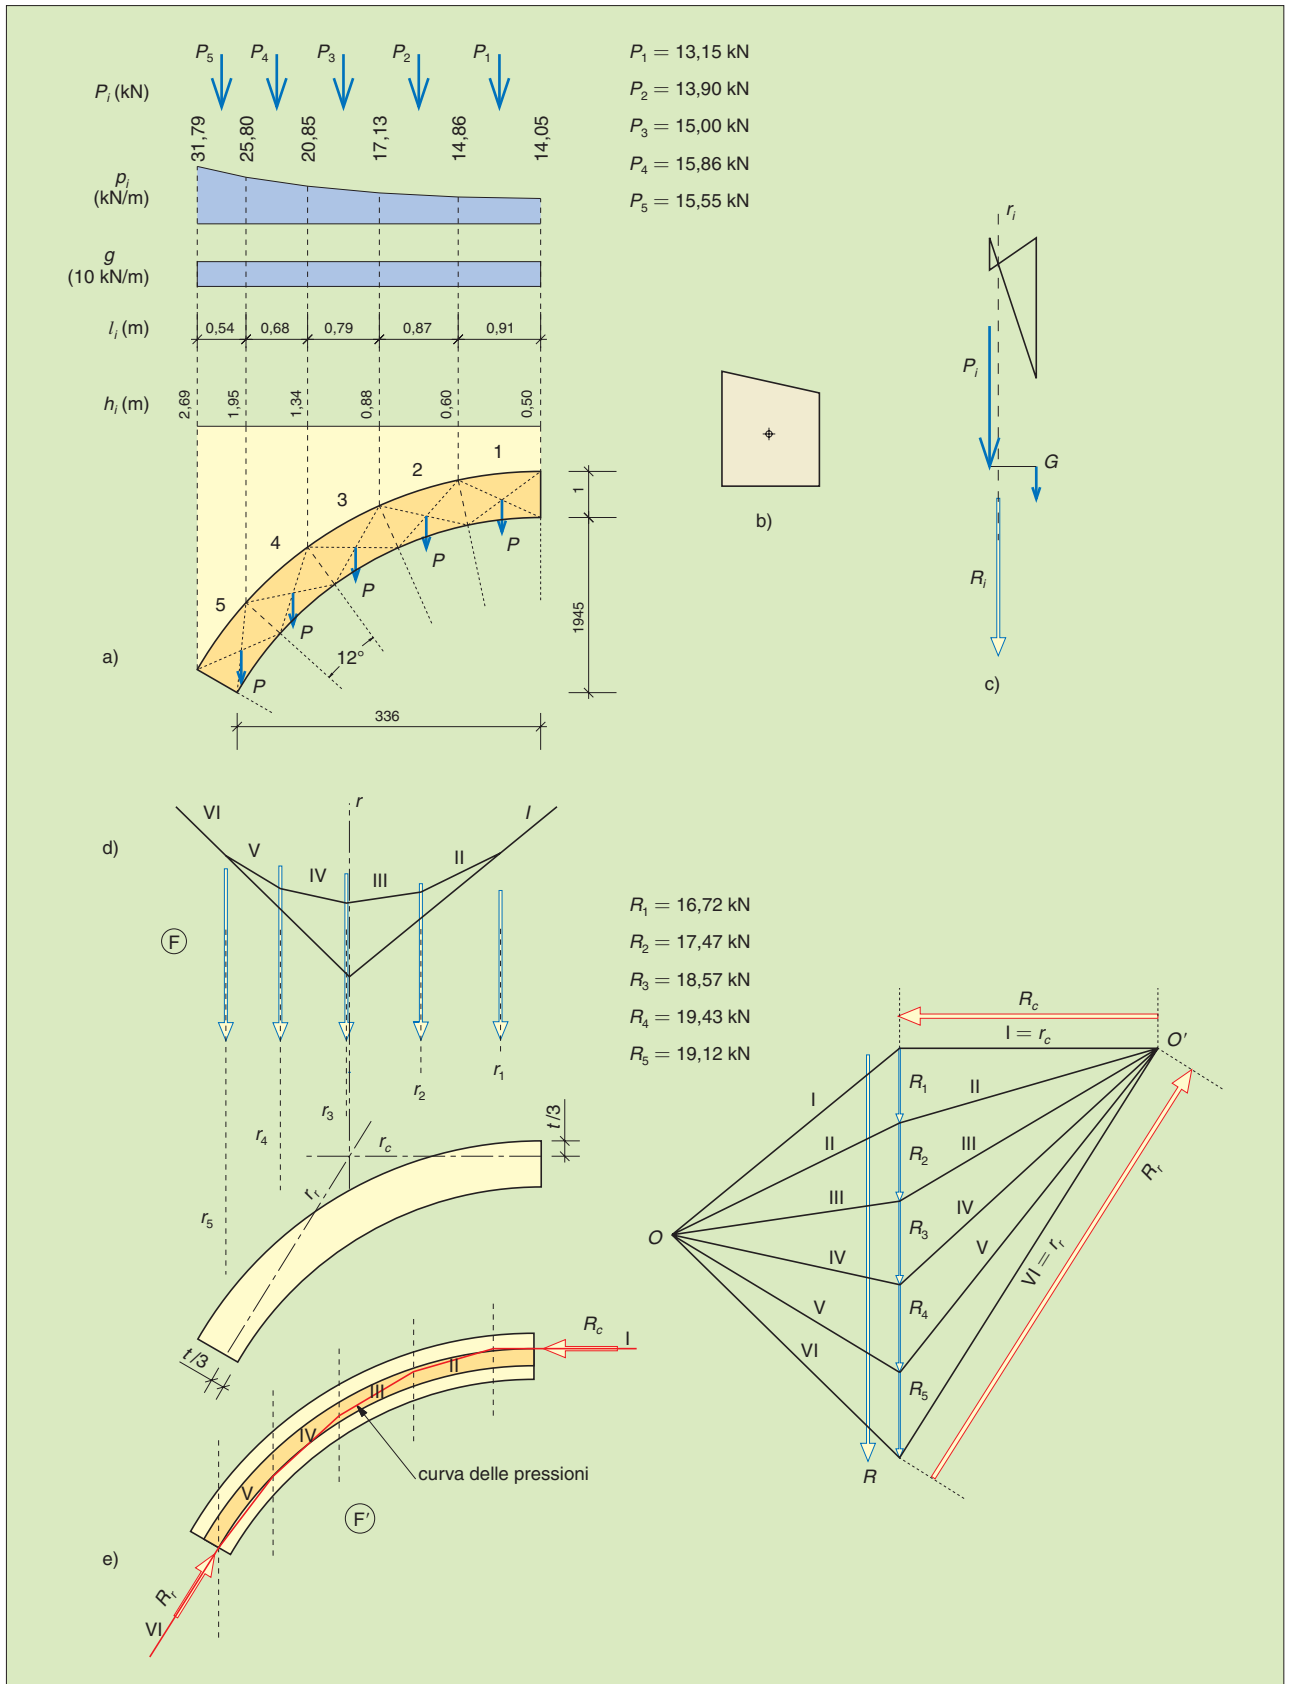 P5 P4 P3 P2 P1
Pi (kN)
31,79 25,80 20,85 17,13 14,86 14,05
pi
(kN/m)
g
(10 kN/m)
li (m) 0,54 0,68 0,79 0,87 0,91
hi (m) 2,69 1,95 1,34 0,88 0,60 0,50
1
2
3
4
5
P
P
P
P
P
12°
1
1945
336
a)
P1 = 13,15 kN
P2 = 13,90 kN
P3 = 15,00 kN
P4 = 15,86 kN
P5 = 15,55 kN
b)
ri
Pi
G
Ri
c)
d)
VI
V
IV
III
II
I
r
F
r1
r2
r3
r4
r5
rc
rr
t/3
t/3
R1 = 16,72 kN
R2 = 17,47 kN
R3 = 18,57 kN
R4 = 19,43 kN
R5 = 19,12 kN
Rc
I = rc
O'
I
II
III
IV
V
VI
O
R1
R2
R3
R4
R5
R
II
III
IV
V
VI = rr
Rr
Rc
I
II
III
IV
V
curva delle pressioni
F'
e)
Rr
VI